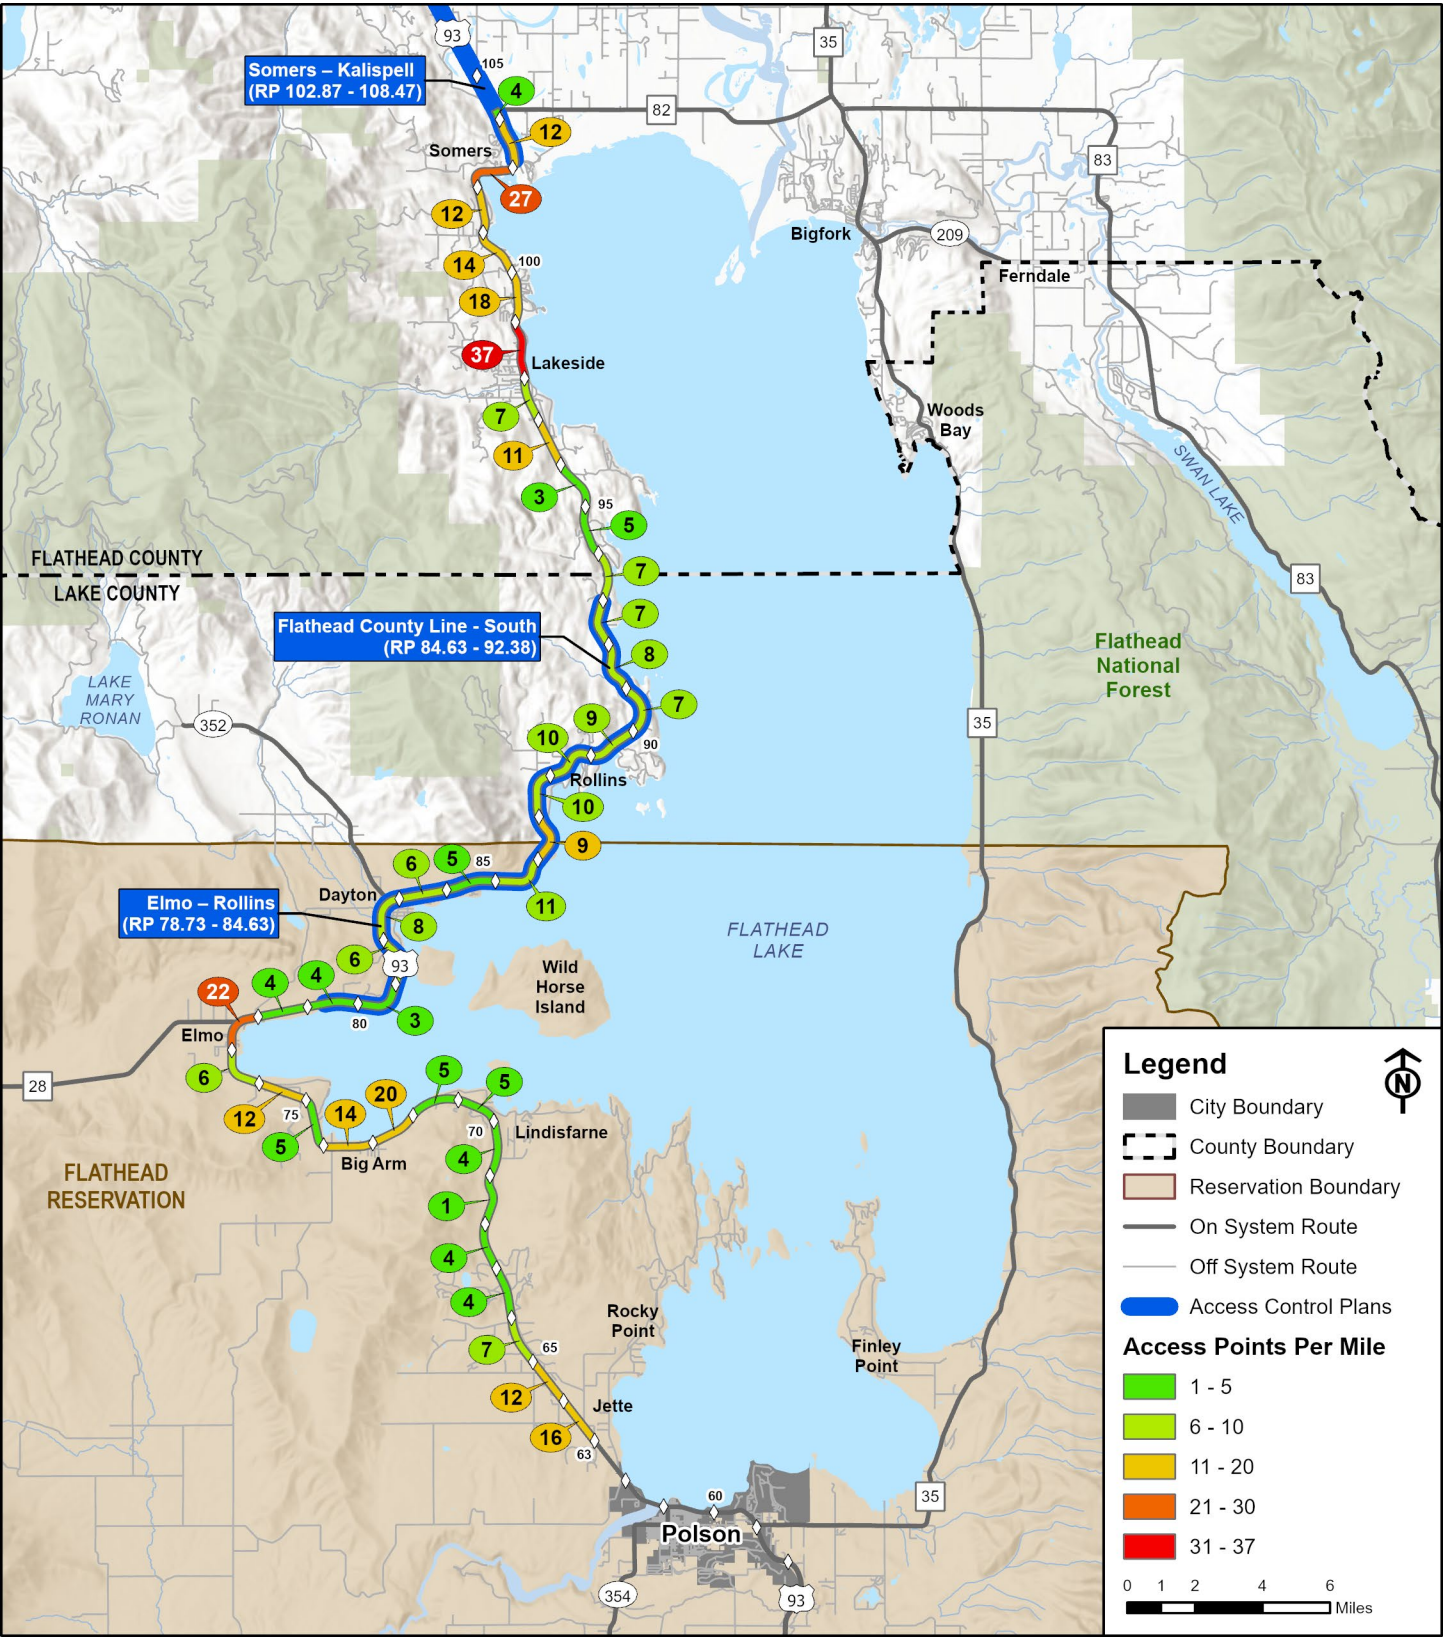 93
35
105
Somers – Kalispell
(RP 102.87 - 108.47)
4
82
12
Somers
83
27
12
Bigfork
209
14
100
Ferndale
18
37
Lakeside
7
Woods
Bay
11
SWAN LAKE
3
95
5
FLATHEAD COUNTY
LAKE COUNTY
7
83
7
Flathead County Line - South
(RP 84.63 - 92.38)
8
Flathead
National
Forest
LAKE
MARY
RONAN
7
9
352
35
10
90
Rollins
10
9
6
5
85
Dayton
11
Elmo – Rollins
(RP 78.73 - 84.63)
8
FLATHEAD
LAKE
6
93
Wild
Horse
Island
4
4
22
3
80
Elmo
6
28
5
5
20
12
75
14
5
70
Lindisfarne
Big Arm
4
FLATHEAD
RESERVATION
1
4
4
Rocky
Point
7
65
Finley
Point
12
Jette
16
63
60
35
Polson
354
93
Legend
N
City Boundary
County Boundary
Reservation Boundary
On System Route
Off System Route
Access Control Plans
Access Points Per Mile
1 - 5
6 - 10
11 - 20
21 - 30
31 - 37
0 1 2 4 6
Miles